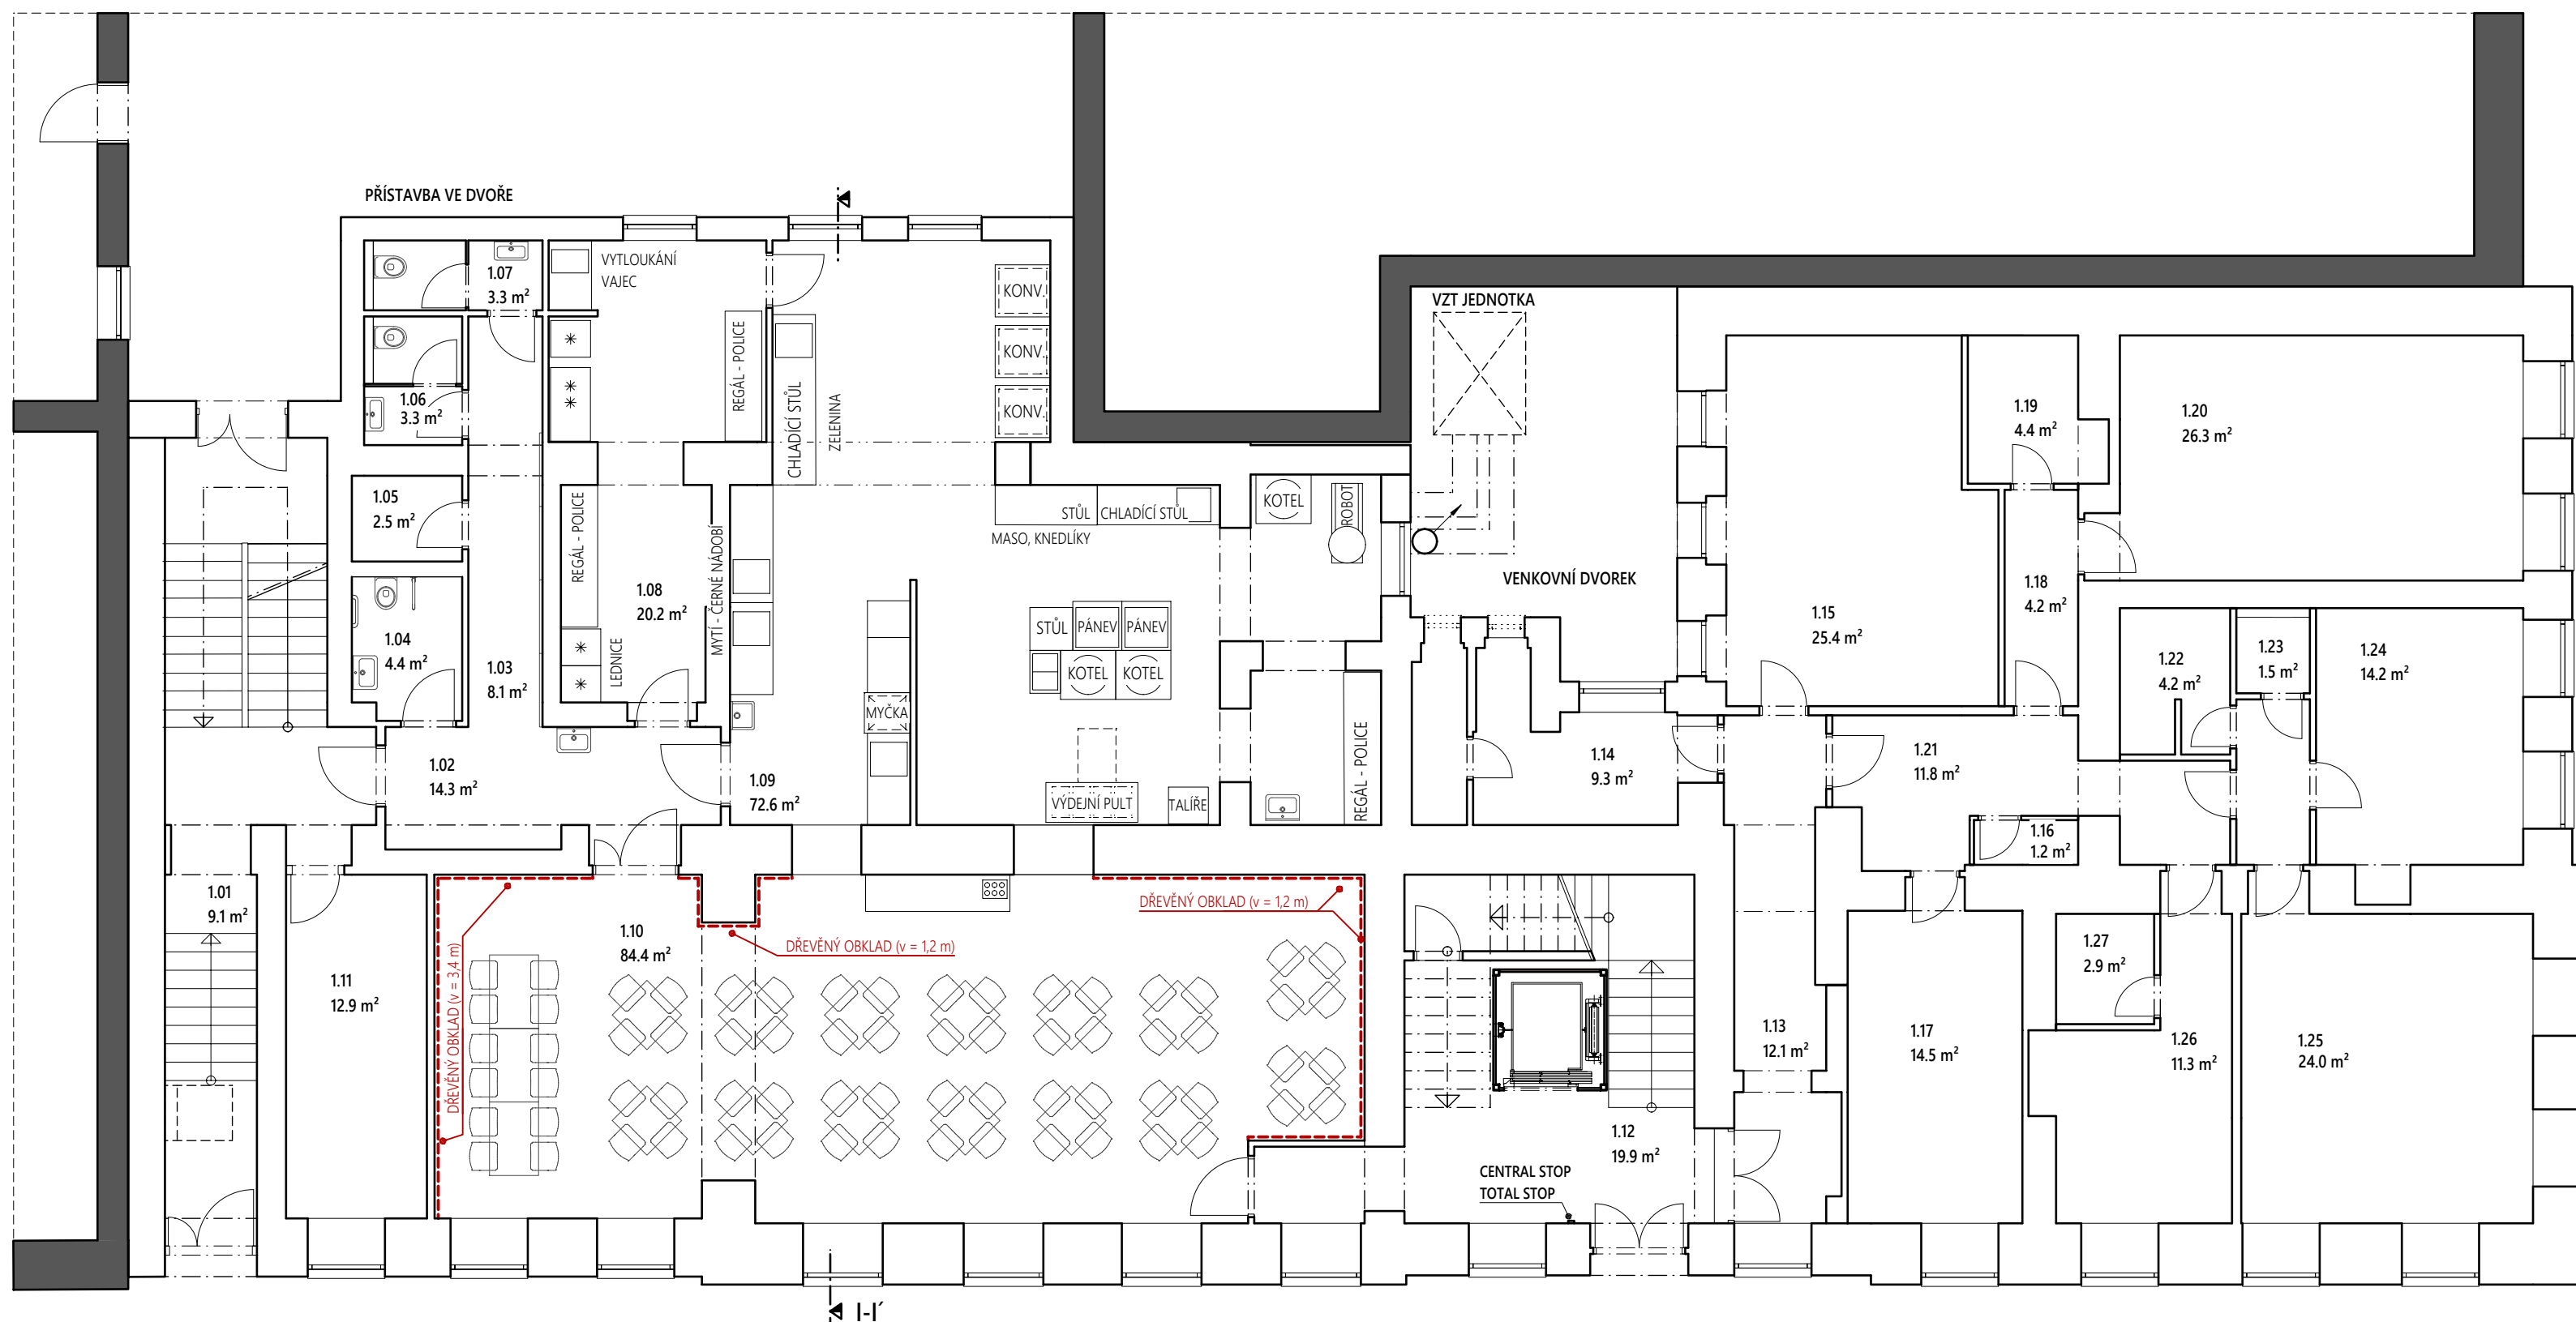 PŘÍSTAVBA VE DVOŘE
1.07
3.3 m²
VYTLOUKÁNÍ
VAJEC
KONV.
KONV.
KONV.
VZT JEDNOTKA
REGÁL - POLICE
CHLADÍCÍ STŮL
ZELENINA
1.06
3.3 m²
1.19
4.4 m²
1.20
26.3 m²
1.05
2.5 m²
REGÁL - POLICE
MYTÍ - ČERNÉ NÁDOBÍ
STŮL
CHLADÍCÍ STŮL
MASO, KNEDLÍKY
KOTEL
ROBOT
VENKOVNÍ DVOREK
1.08
20.2 m²
LEDNICE
1.18
4.2 m²
1.15
25.4 m²
STŮL
PÁNEV
PÁNEV
KOTEL
KOTEL
1.04
4.4 m²
1.03
8.1 m²
1.22
4.2 m²
1.23
1.5 m²
1.24
14.2 m²
MYČKA
REGÁL - POLICE
1.02
14.3 m²
1.09
72.6 m²
VÝDEJNÍ PULT
TALÍŘE
1.14
9.3 m²
1.21
11.8 m²
1.16
1.2 m²
1.01
9.1 m²
DŘEVĚNÝ OBKLAD (v = 1,2 m)
1.10
84.4 m²
DŘEVĚNÝ OBKLAD (v = 1,2 m)
DŘEVĚNÝ OBKLAD (v = 3,4 m)
1.11
12.9 m²
1.27
2.9 m²
1.13
12.1 m²
1.17
14.5 m²
1.26
11.3 m²
1.25
24.0 m²
1.12
19.9 m²
CENTRAL STOP
TOTAL STOP
I-I´